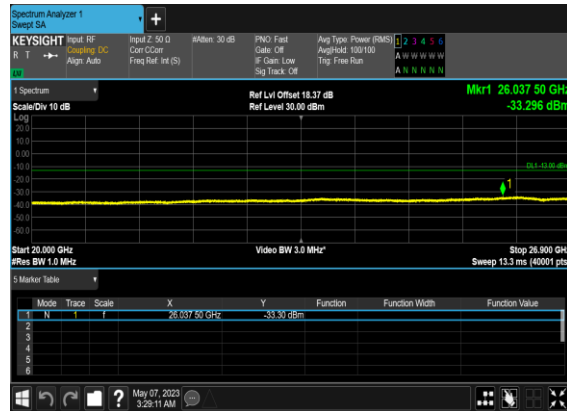 Spectrum Analyzer 1
Swept SA
+
KEYSIGHT Input: RF Input Z: 50 Ω #Atten: 30 dB PNO: Fast Avg Type: Power (RMS) 1 2 3 4 5 6
R T Coupling: DC Corr CCorr Gate: Off Avg|Hold: 100/100 A W W W W W
Align: Auto Freq Ref: Int (S) IF Gain: Low Trig: Free Run
LW Sig Track: Off A N N N N N
1 Spectrum Ref Lvl Offset 18.37 dB Mkr1 26.037 50 GHz
Scale/Div 10 dB Ref Level 30.00 dBm -33.296 dBm
Log
20.0
10.0
0.00
-10.0 DL1 -13.00 dBm
-20.0
-30.0 1
-40.0
-50.0
-60.0
Start 20.000 GHz Video BW 3.0 MHz* Stop 26.900 GHz
#Res BW 1.0 MHz Sweep 13.3 ms (40001 pts)
5 Marker Table
Mode Trace Scale X Y Function Function Width Function Value
1 N 1 f 26.037 50 GHz -33.30 dBm
2
3
4
5
6
? May 07, 2023
3:29:11 AM